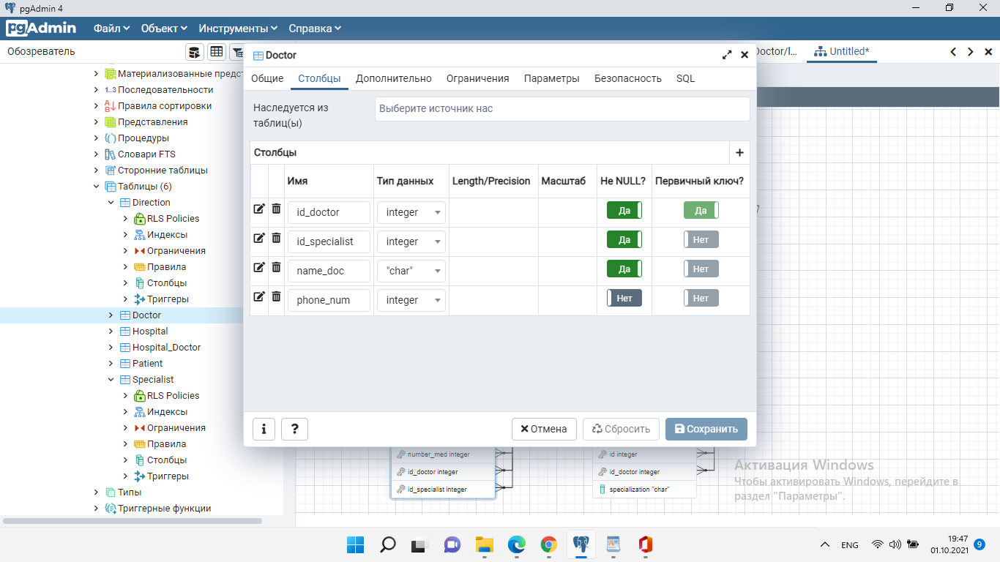 pgAdmin 4
pgAdmin Файл Объект Инструменты Справка
Обозреватель
Материализованные предст
1..3 Последовательности
Правила сортировки
Представления
Процедуры
Словари FTS
Сторонние таблицы
Таблицы (6)
Direction
RLS Policies
Индексы
Ограничения
Правила
Столбцы
Триггеры
Doctor
Hospital
Hospital_Doctor
Patient
Specialist
RLS Policies
Индексы
Ограничения
Правила
Столбцы
Триггеры
Типы
Триггерные функции
Doctor
Общие Столбцы Дополнительно Ограничения Параметры Безопасность SQL
Наследуется из
таблиц(ы)
Выберите источник нас
Столбцы
Имя Тип данных Length/Precision Масштаб Не NULL? Первичный ключ?
id_doctor integer Да Да
id_specialist integer Да Нет
name_doc "char" Да Нет
phone_num integer Нет Нет
i ? Отмена Сбросить Сохранить
Doctor/l... Untitled*
number_med integer
id_doctor integer
id_specialist integer
id integer
id_doctor integer
specialization "char"
Активация Windows
Чтобы активировать Windows, перейдите в
раздел "Параметры".
ENG
19:47
01.10.2021
9